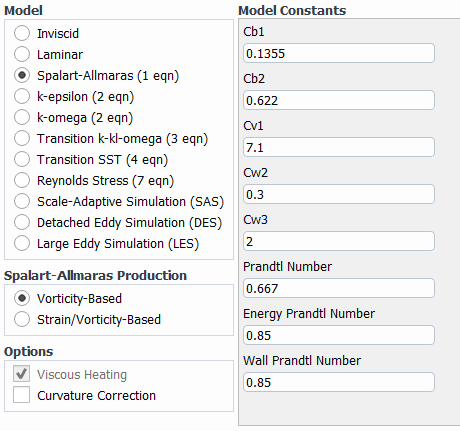 Model
Inviscid
Laminar
Spalart-Allmaras (1 eqn)
k-epsilon (2 eqn)
k-omega (2 eqn)
Transition k-kl-omega (3 eqn)
Transition SST (4 eqn)
Reynolds Stress (7 eqn)
Scale-Adaptive Simulation (SAS)
Detached Eddy Simulation (DES)
Large Eddy Simulation (LES)
Spalart-Allmaras Production
Vorticity-Based
Strain/Vorticity-Based
Options
Viscous Heating
Curvature Correction
Model Constants
Cb1
0.1355
Cb2
0.622
Cv1
7.1
Cw2
0.3
Cw3
2
Prandtl Number
0.667
Energy Prandtl Number
0.85
Wall Prandtl Number
0.85